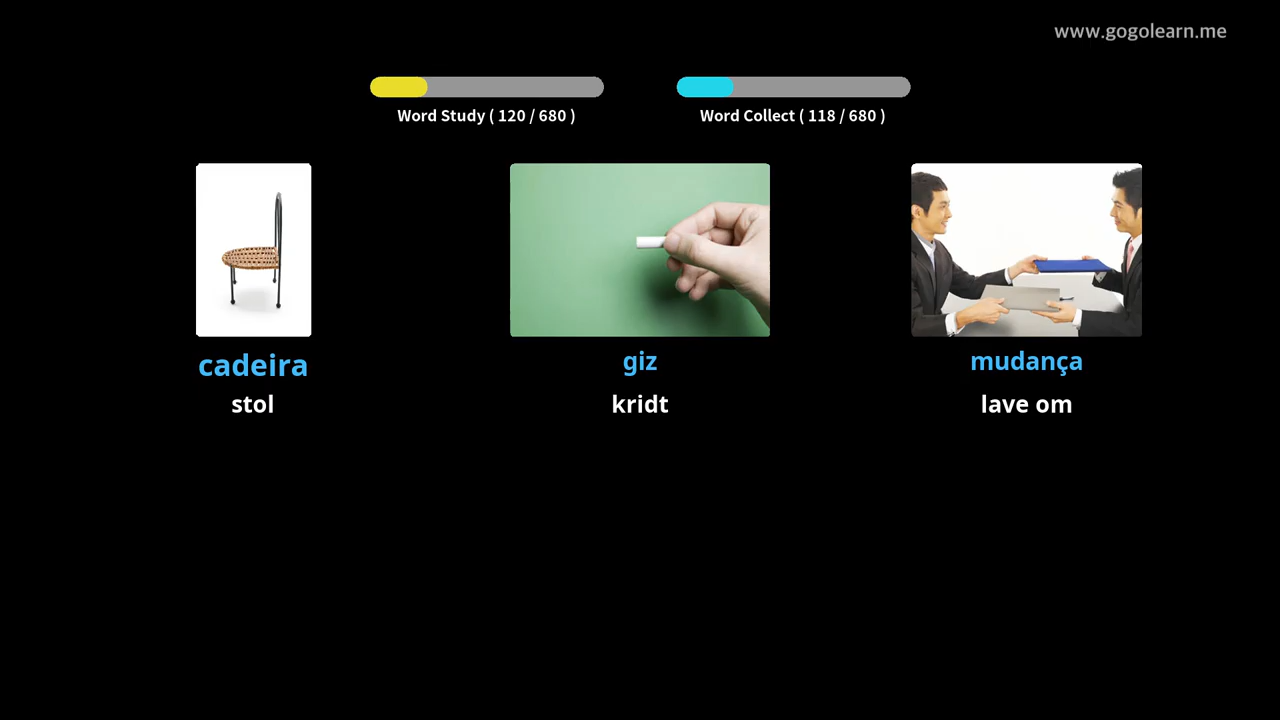 www.gogolearn.me
Word Study ( 120 / 680 )
Word Collect ( 118 / 680 )
cadeira
giz
mudança
stol
kridt
lave om